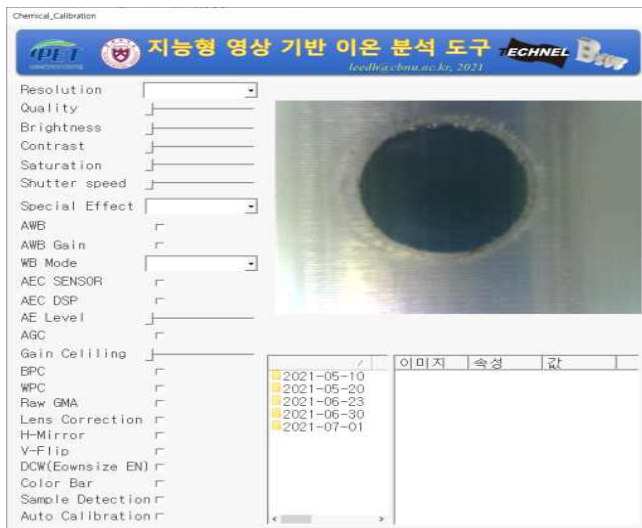 Chemical_Calibration
iPET
지능형 영상 기반 이온 분석 도구
TECHNEL
leedh@cbnu.ac.kr, 2021
Resolution
Quality
Brightness
Contrast
Saturation
Shutter speed
Special Effect
AWB
AWB Gain
WB Mode
AEC SENSOR
AEC DSP
AE Level
AGC
Gain Celiling
BPC
WPC
Raw GMA
Lens Correction
H-Mirror
V-Flip
DCW(Eownsize EN)
Color Bar
Sample Detection
Auto Calibration
이미지 속성 값
2021-05-10
2021-05-20
2021-06-23
2021-06-30
2021-07-01